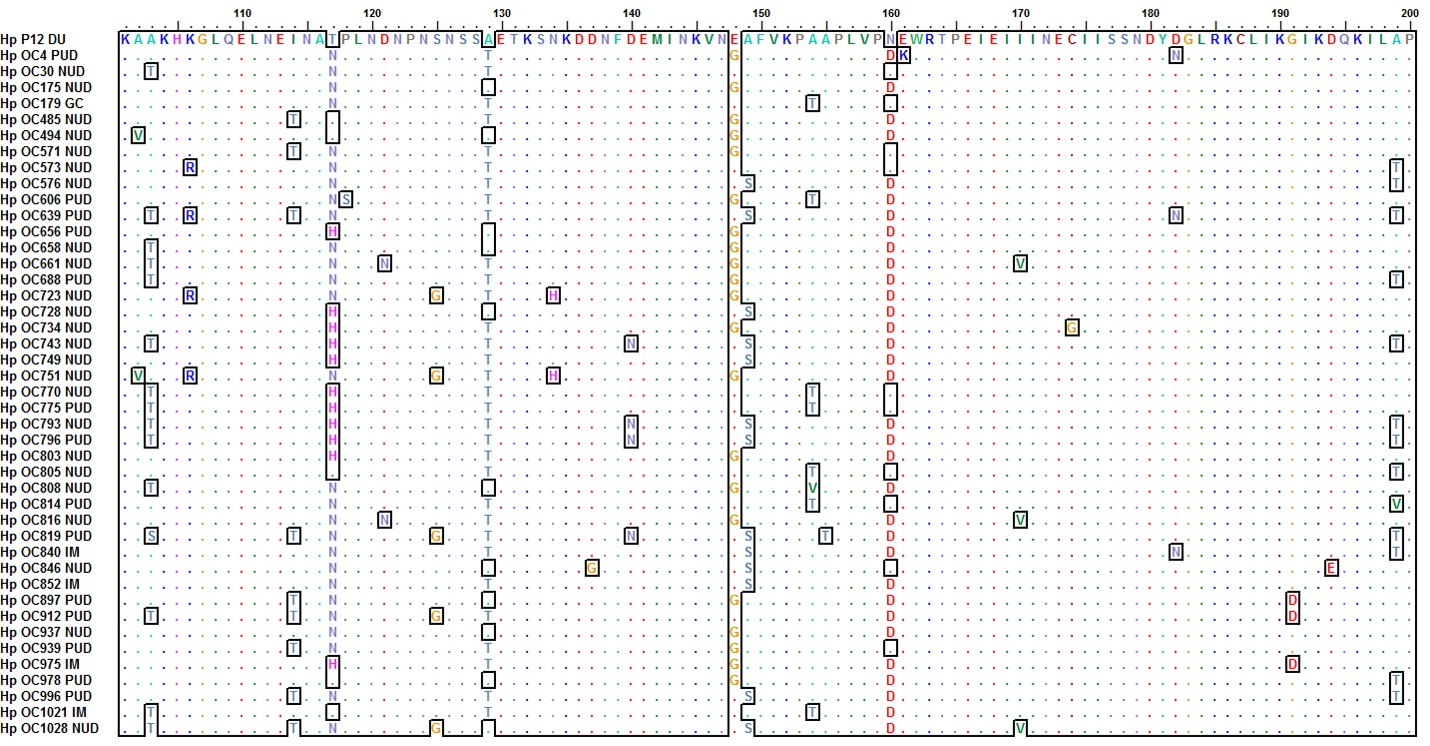 110 120 130 140 150 160 170 180 190 200
Hp P12 DU KAAKHKGLQELNEINATPLNDNPNSNSSAETKSNKDDNFDEMINKVNEAFVKPAAPLVPNEWRTPEIEIIINECIISSNDYDGLRKCLIKGIKDQKILAP
Hp OC4 PUD N T G D K N
Hp OC30 NUD T N T
Hp OC175 NUD N G D
Hp OC179 GC N T T
Hp OC485 NUD T T G D
Hp OC494 NUD V G D
Hp OC571 NUD T N T G
Hp OC573 NUD R N T T
Hp OC576 NUD N T S D T
Hp OC606 PUD N S T G T D
Hp OC639 PUD T R T N T S D N T
Hp OC656 PUD H G D
Hp OC658 NUD T N G D
Hp OC661 NUD T N N T G D V
Hp OC688 PUD T N T G D T
Hp OC723 NUD R N G T H G D
Hp OC728 NUD H S D
Hp OC734 NUD H T G D G
Hp OC743 NUD T H T N S D T
Hp OC749 NUD H T S D
Hp OC751 NUD V R N G T H G D
Hp OC770 NUD T H T T
Hp OC775 PUD T H T T
Hp OC793 NUD T H T N S D T
Hp OC796 PUD T H T N S D T
Hp OC803 NUD H T G D
Hp OC805 NUD T T T
Hp OC808 NUD T N G V D
Hp OC814 PUD N T T V
Hp OC816 NUD N N T G D V
Hp OC819 PUD S T N G T N S T D T
Hp OC840 IM N T S D N T
Hp OC846 NUD N G S E
Hp OC852 IM N T S D
Hp OC897 PUD T N G D D
Hp OC912 PUD T T N G T D D
Hp OC937 NUD N G D
Hp OC939 PUD T N T G
Hp OC975 IM H T G D D
Hp OC978 PUD G D T
Hp OC996 PUD T N T S D T
Hp OC1021 IM T T T D
Hp OC1028 NUD T T N G T S D V